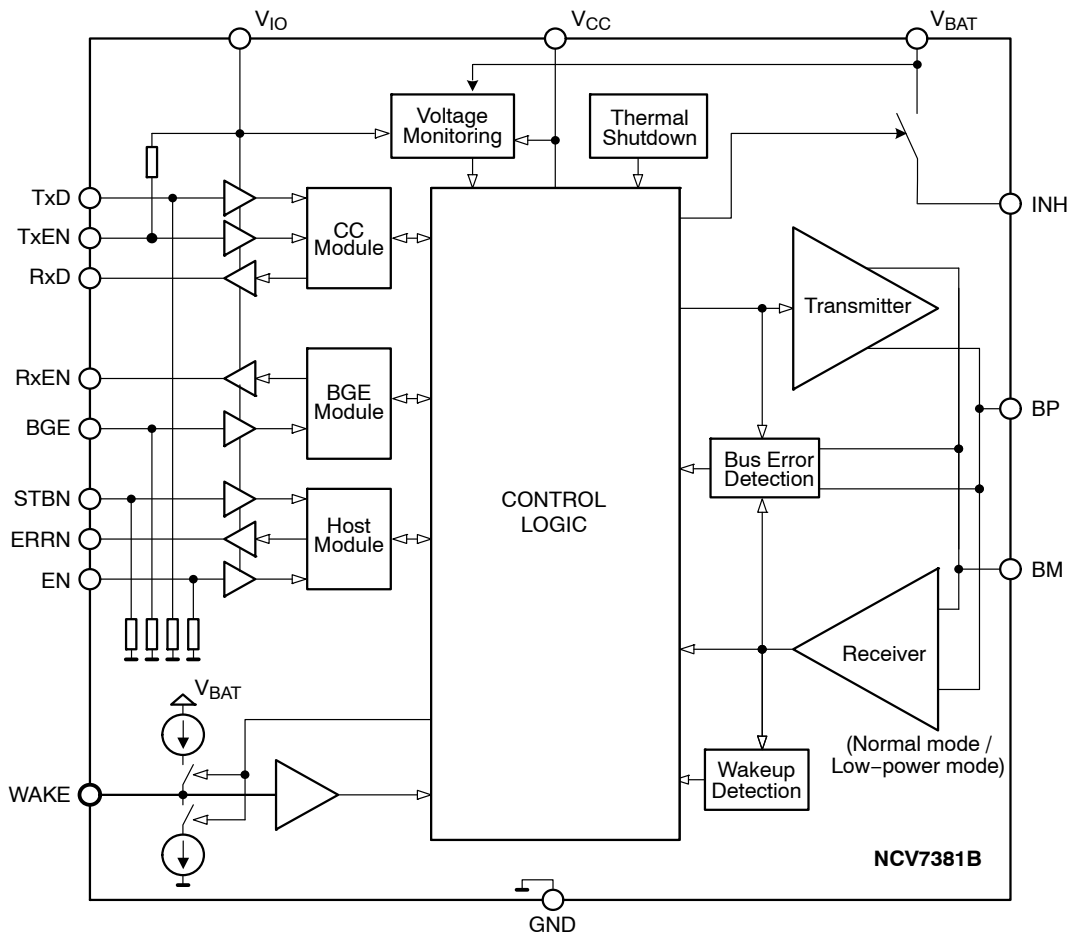 VIO
VCC
VBAT
Voltage
Monitoring
Thermal
Shutdown
TxD
TxEN
RxD
CC
Module
INH
Transmitter
RxEN
BGE
BGE
Module
BP
Bus Error
Detection
STBN
ERRN
EN
Host
Module
CONTROL
LOGIC
BM
Receiver
(Normal mode /
Low−power mode)
VBAT
WAKE
Wakeup
Detection
NCV7381B
GND